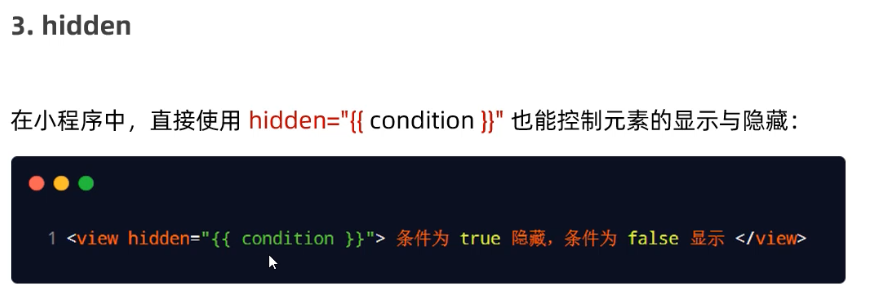 3. hidden
在小程序中，直接使用 hidden="{{ condition }}" 也能控制元素的显示与隐藏：
1 <view hidden="{{ condition }}"> 条件为 true 隐藏，条件为 false 显示 </view>